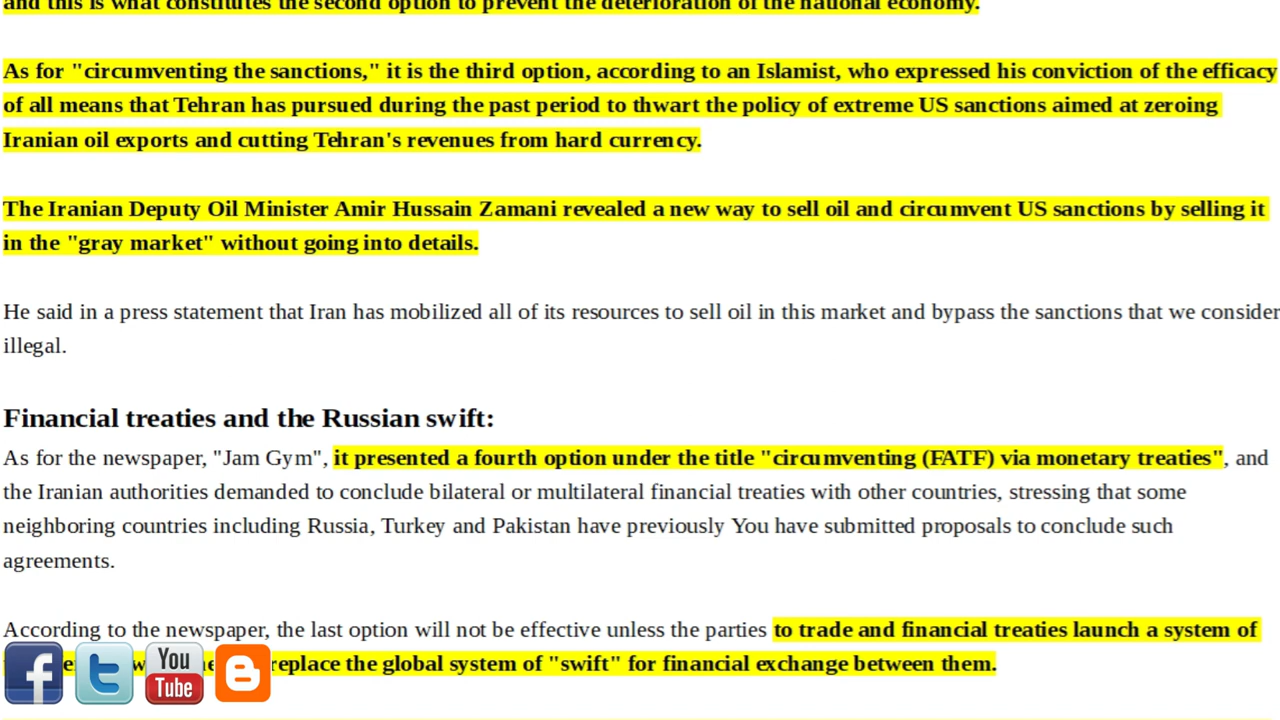 and this is what constitutes the second option to prevent the deterioration of the national economy.
As for "circumventing the sanctions," it is the third option, according to an Islamist, who expressed his conviction of the efficacy
of all means that Tehran has pursued during the past period to thwart the policy of extreme US sanctions aimed at zeroing
Iranian oil exports and cutting Tehran's revenues from hard currency.
The Iranian Deputy Oil Minister Amir Hussain Zamani revealed a new way to sell oil and circumvent US sanctions by selling it
in the "gray market" without going into details.
He said in a press statement that Iran has mobilized all of its resources to sell oil in this market and bypass the sanctions that we consider
illegal.
Financial treaties and the Russian swift:
As for the newspaper, "Jam Gym", it presented a fourth option under the title "circumventing (FATF) via monetary treaties", and
the Iranian authorities demanded to conclude bilateral or multilateral financial treaties with other countries, stressing that some
neighboring countries including Russia, Turkey and Pakistan have previously You have submitted proposals to conclude such
agreements.
According to the newspaper, the last option will not be effective unless the parties to trade and financial treaties launch a system of
replace the global system of "swift" for financial exchange between them.
You
Tube